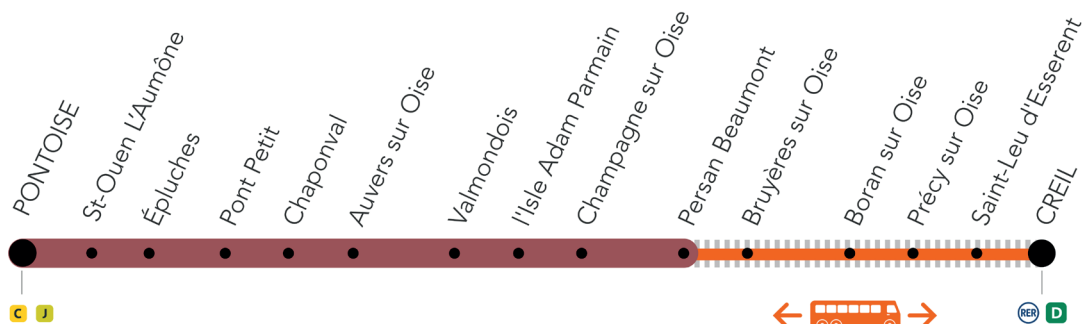 PONTOISE
St-Ouen L'Aumône
Épluches
Pont Petit
Chaponval
Auvers sur Oise
Valmondois
l'Isle Adam Parmain
Champagne sur Oise
Persan Beaumont
Bruyères sur Oise
Boran sur Oise
Précy sur Oise
Saint-Leu d'Esserent
CREIL
C J
RER D